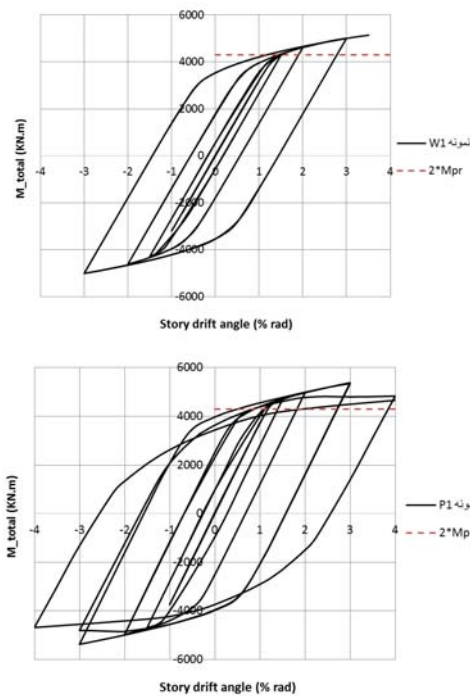 6000
4000
2000
0
-4 -3 -2 -1 0 1 2 3 4
-2000
-4000
-6000
M_total (KN.m)
Story drift angle (% rad)
نمونه W1
2*Mpr
6000
4000
2000
0
-4 -3 -2 -1 0 1 2 3 4
-2000
-4000
-6000
M_total (KN.m)
Story drift angle (% rad)
نمونه P1
2*Mp